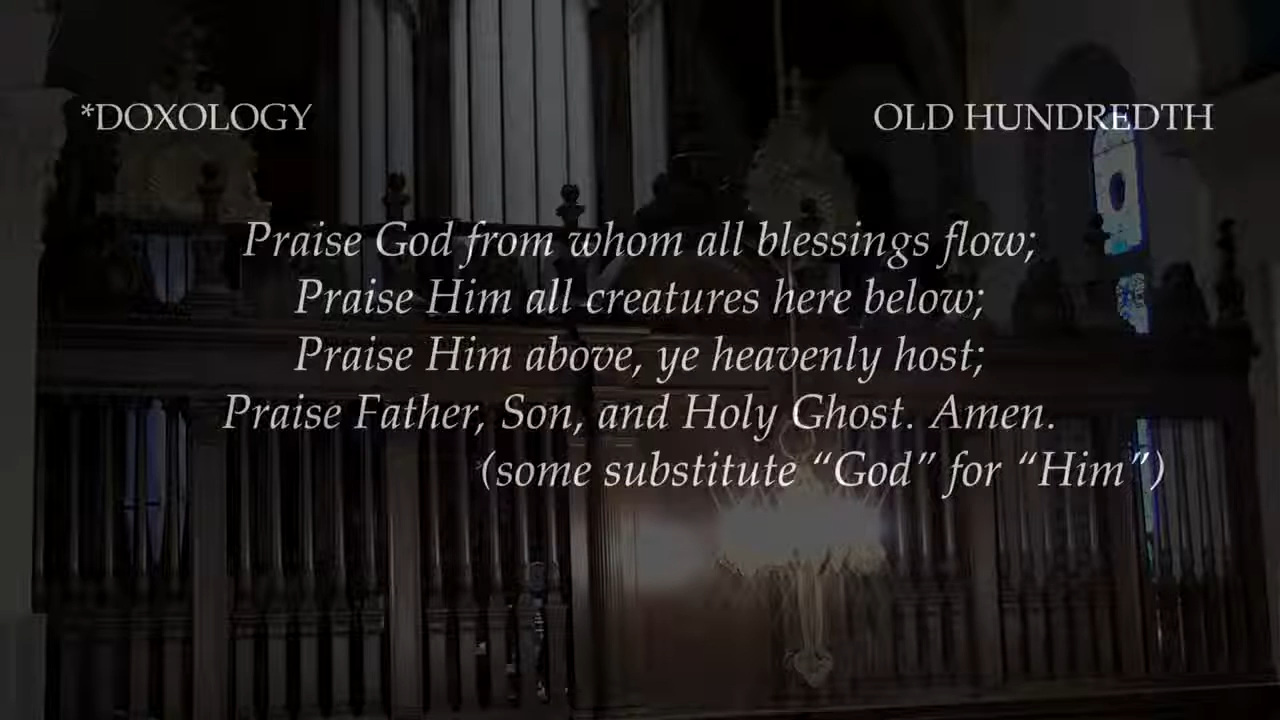 *DOXOLOGY OLD HUNDREDTH
Praise God from whom all blessings flow;
Praise Him all creatures here below;
Praise Him above, ye heavenly host;
Praise Father, Son, and Holy Ghost. Amen.
(some substitute “God” for “Him”)